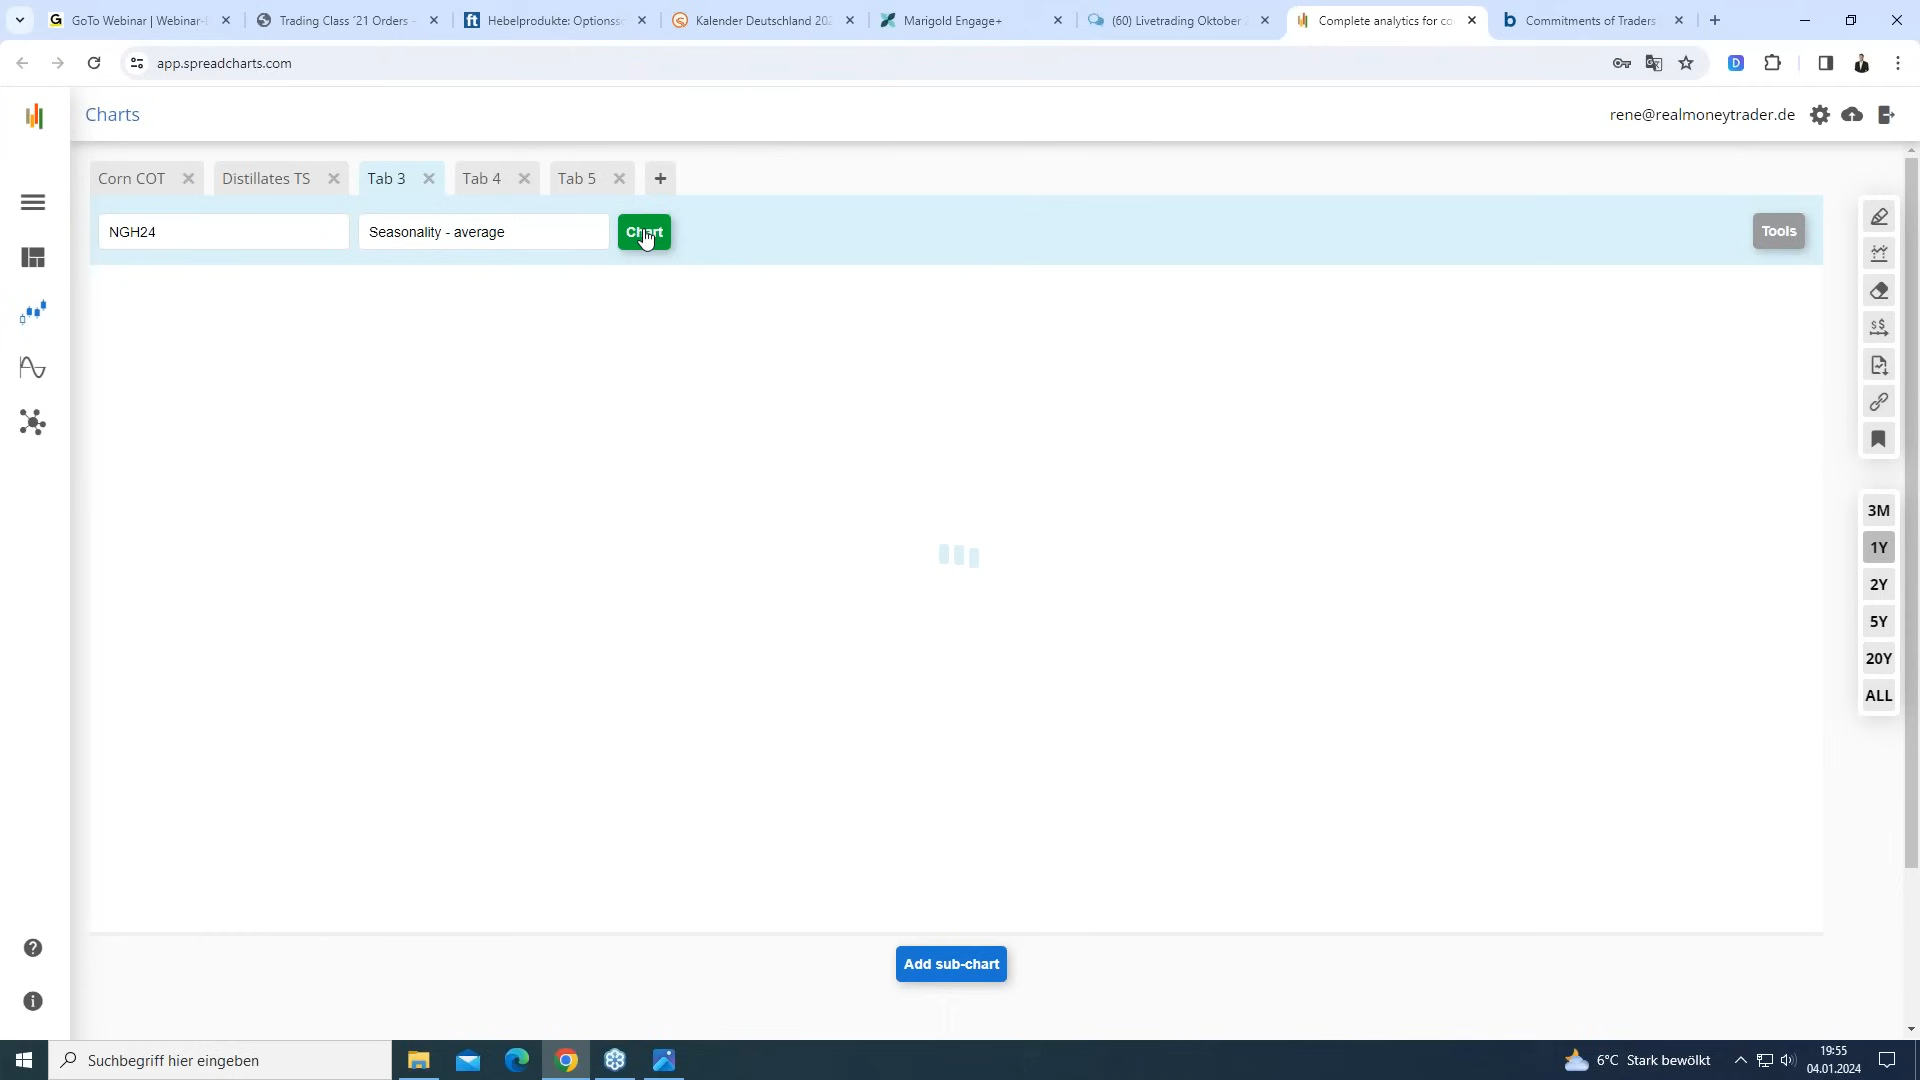 GoTo Webinar | Webinar-
Trading Class '21 Orders -
Hebelprodukte: Optionssc
Kalender Deutschland 202
Marigold Engage+
(60) Livetrading Oktober 2
Complete analytics for co
Commitments of Traders
app.spreadcharts.com
Charts
rene@realmoneytrader.de
Corn COT
Distillates TS
Tab 3
Tab 4
Tab 5
+
NGH24
Seasonality - average
Chart
Tools
3M
1Y
2Y
5Y
20Y
ALL
Add sub-chart
Suchbegriff hier eingeben
6°C Stark bewölkt
19:55
04.01.2024